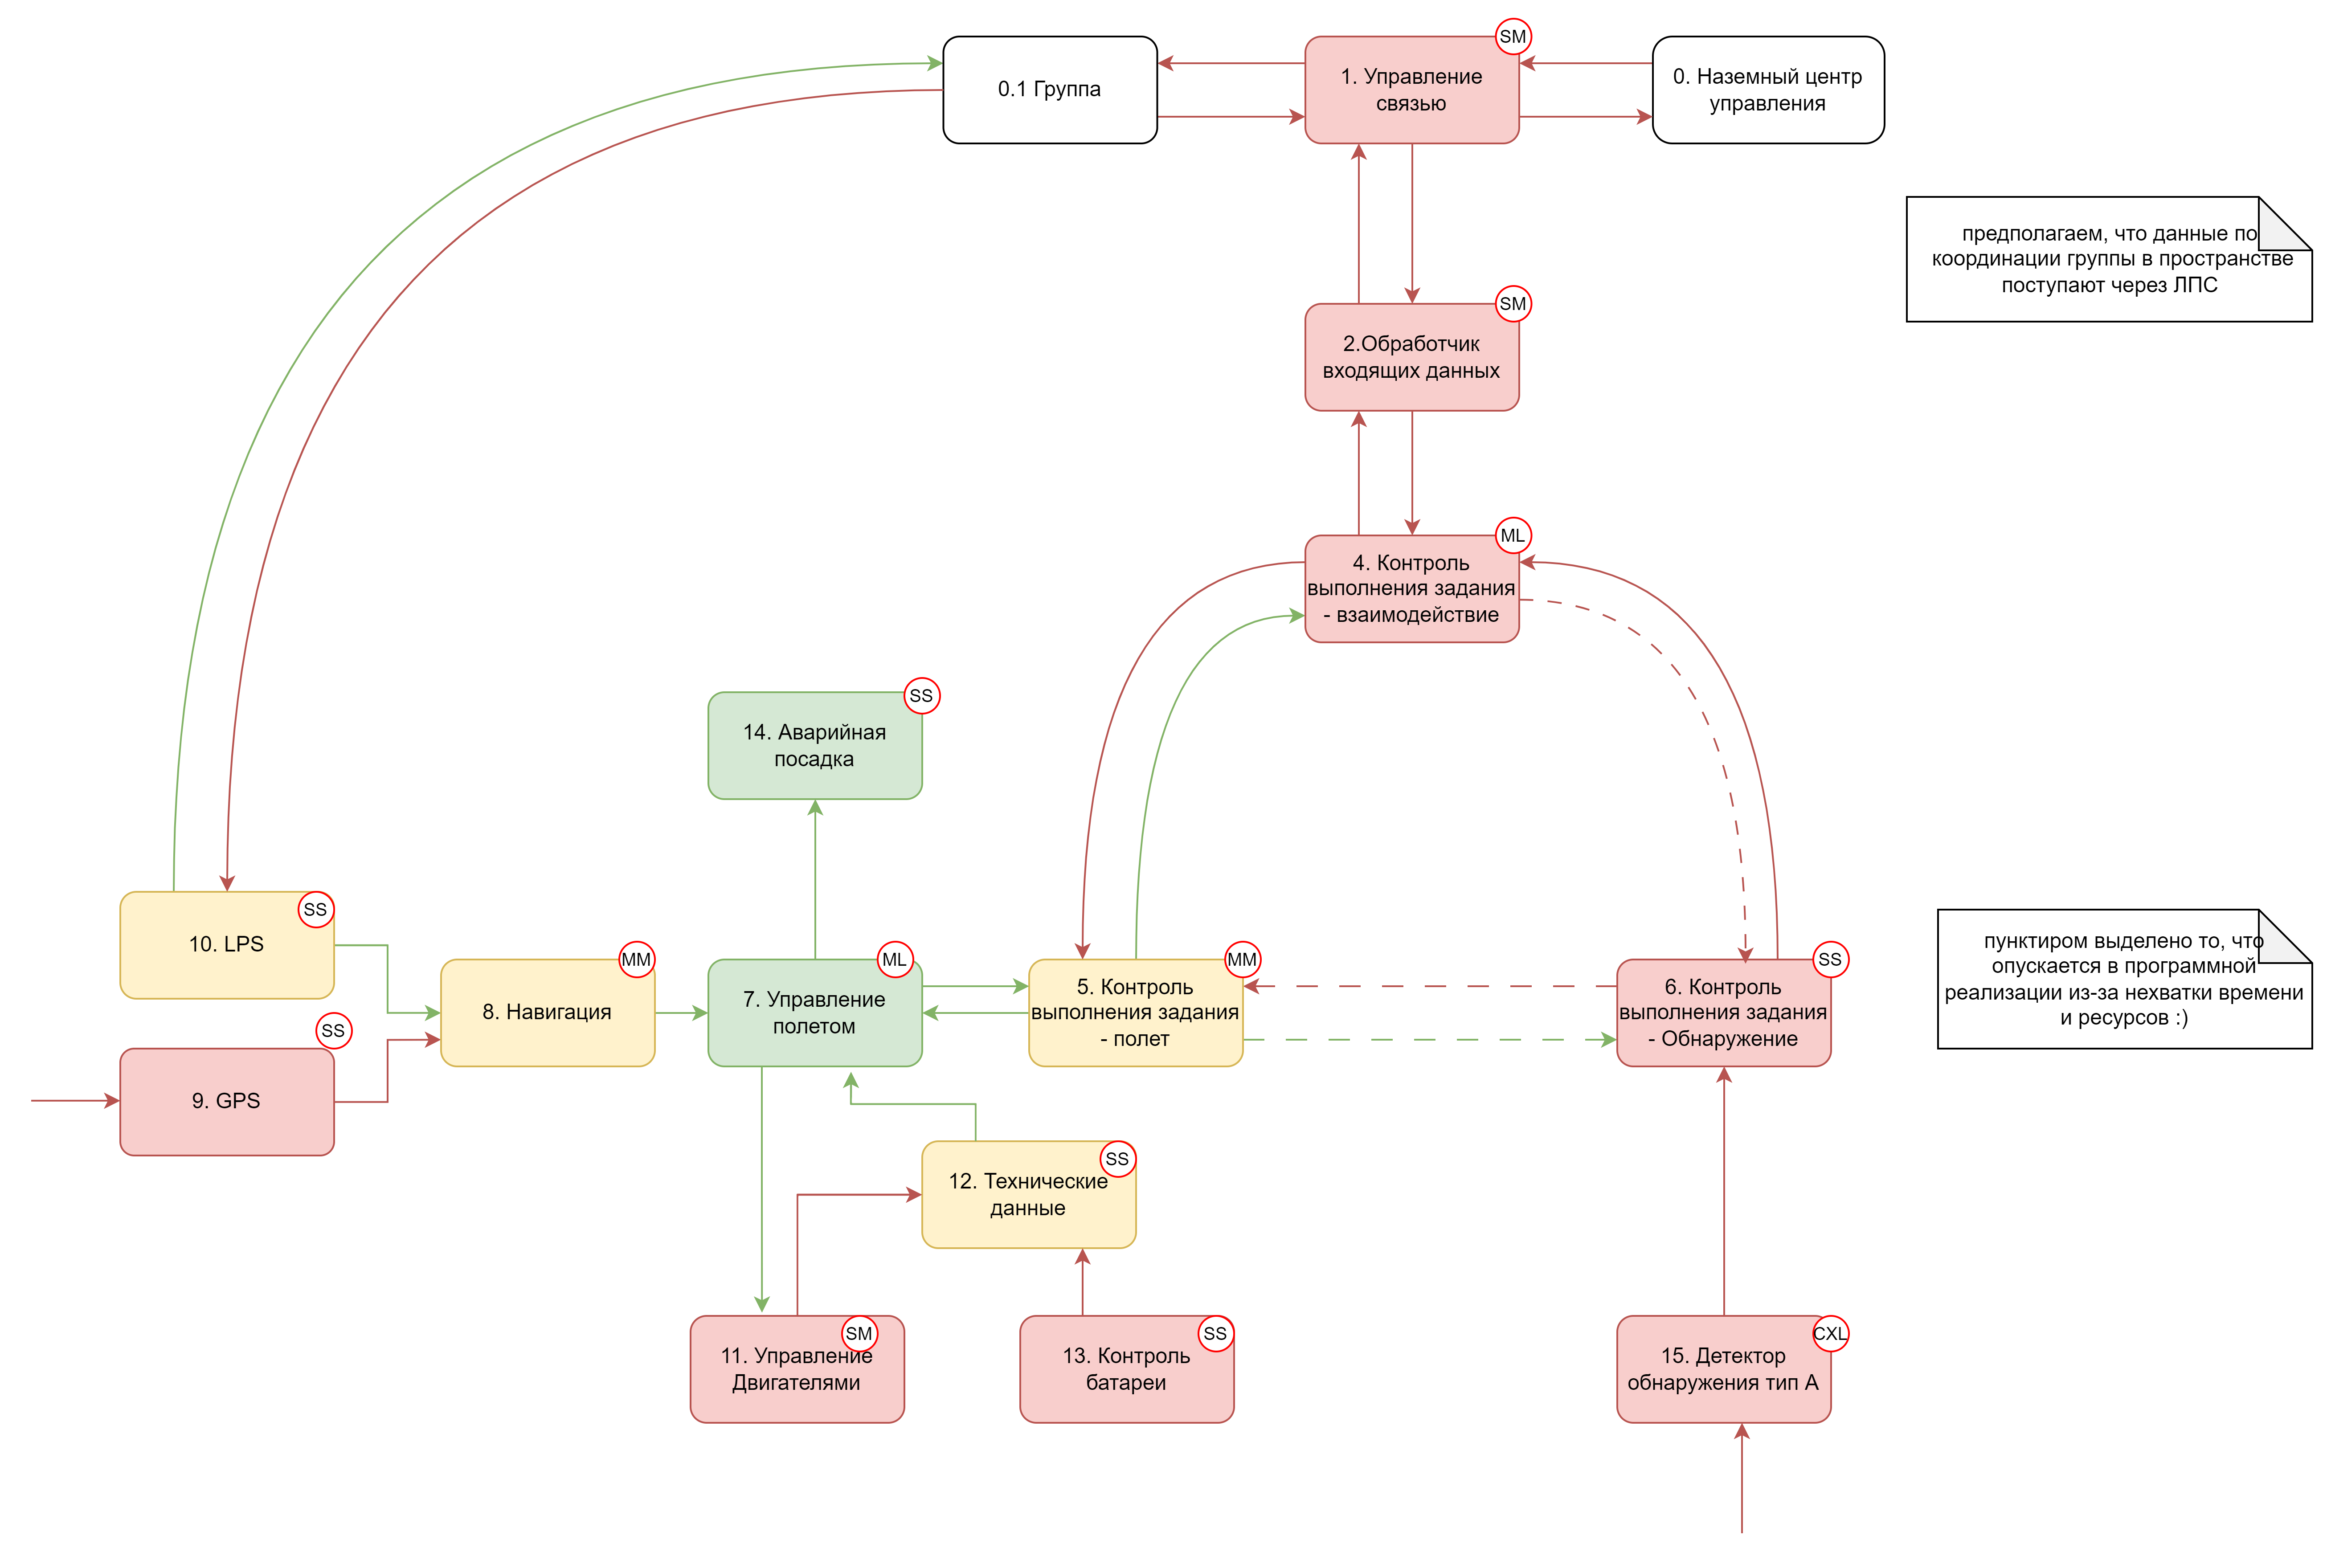 SM
0.1 Группа
1. Управление
связью
0. Наземный центр
управления
предполагаем, что данные по
координации группы в пространстве
поступают через ЛПС
SM
2.Обработчик
входящих данных
ML
4. Контроль
выполнения задания
- взаимодействие
SS
14. Аварийная
посадка
SS
10. LPS
MM
8. Навигация
ML
7. Управление
полетом
MM
5. Контроль
выполнения задания
- полет
SS
6. Контроль
выполнения задания
- Обнаружение
пунктиром выделено то, что
опускается в программной
реализации из-за нехватки времени
и ресурсов :)
SS
9. GPS
SS
12. Технические
данные
SM
11. Управление
Двигателями
SS
13. Контроль
батареи
CXL
15. Детектор
обнаружения тип А